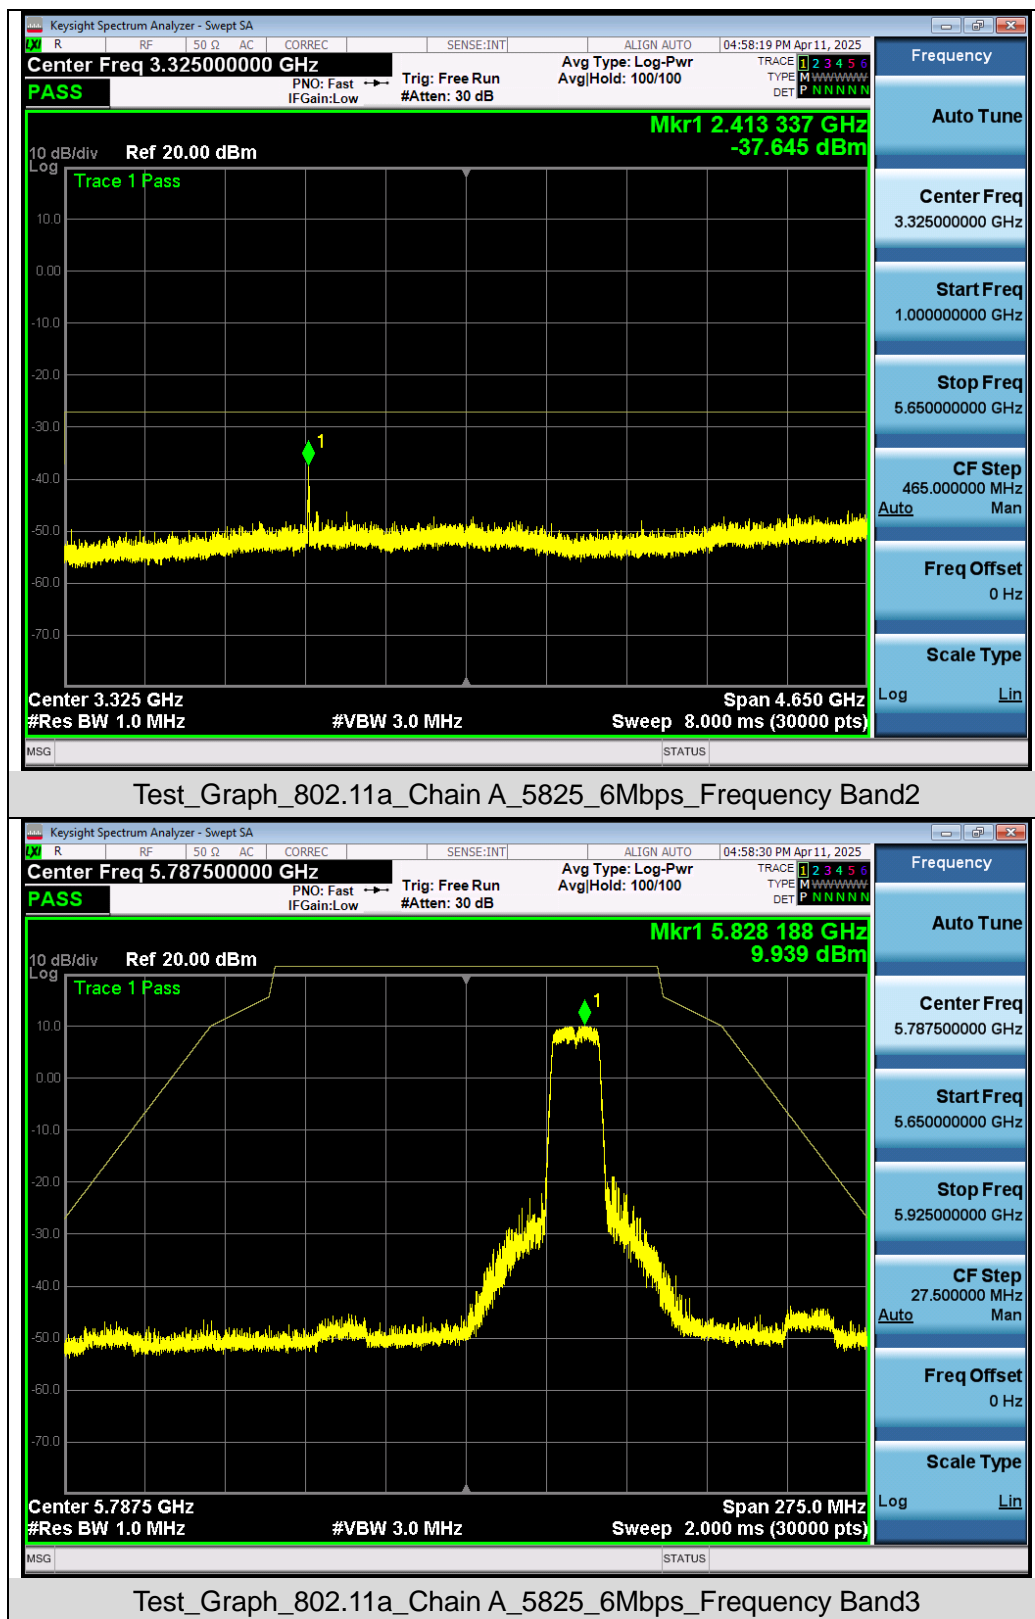 Keysight Spectrum Analyzer - Swept SA
LXI R RF 50 Ω AC CORREC SENSE:INT ALIGN AUTO 04:58:19 PM Apr 11, 2025
Center Freq 3.325000000 GHz
PASS
PNO: Fast
IFGain:Low
Trig: Free Run
#Atten: 30 dB
Avg Type: Log-Pwr
Avg|Hold: 100/100
TRACE 1 2 3 4 5 6
TYPE M WWWWW
DET P N N N N N
Mkr1 2.413 337 GHz
-37.645 dBm
10 dB/div
Log
Ref 20.00 dBm
Trace 1 Pass
10.0
0.00
-10.0
-20.0
-30.0
-40.0
-50.0
-60.0
-70.0
1
Center 3.325 GHz
Span 4.650 GHz
#Res BW 1.0 MHz
#VBW 3.0 MHz
Sweep 8.000 ms (30000 pts)
MSG
STATUS
Frequency
Auto Tune
Center Freq
3.325000000 GHz
Start Freq
1.000000000 GHz
Stop Freq
5.650000000 GHz
CF Step
465.000000 MHz
Auto Man
Freq Offset
0 Hz
Scale Type
Log Lin
Test_Graph_802.11a_Chain A_5825_6Mbps_Frequency Band2
Keysight Spectrum Analyzer - Swept SA
LXI R RF 50 Ω AC CORREC SENSE:INT ALIGN AUTO 04:58:30 PM Apr 11, 2025
Center Freq 5.787500000 GHz
PASS
PNO: Fast
IFGain:Low
Trig: Free Run
#Atten: 30 dB
Avg Type: Log-Pwr
Avg|Hold: 100/100
TRACE 1 2 3 4 5 6
TYPE M WWWWW
DET P N N N N N
Mkr1 5.828 188 GHz
9.939 dBm
10 dB/div
Log
Ref 20.00 dBm
Trace 1 Pass
10.0
0.00
-10.0
-20.0
-30.0
-40.0
-50.0
-60.0
-70.0
1
Center 5.7875 GHz
Span 275.0 MHz
#Res BW 1.0 MHz
#VBW 3.0 MHz
Sweep 2.000 ms (30000 pts)
MSG
STATUS
Frequency
Auto Tune
Center Freq
5.787500000 GHz
Start Freq
5.650000000 GHz
Stop Freq
5.925000000 GHz
CF Step
27.500000 MHz
Auto Man
Freq Offset
0 Hz
Scale Type
Log Lin
Test_Graph_802.11a_Chain A_5825_6Mbps_Frequency Band3